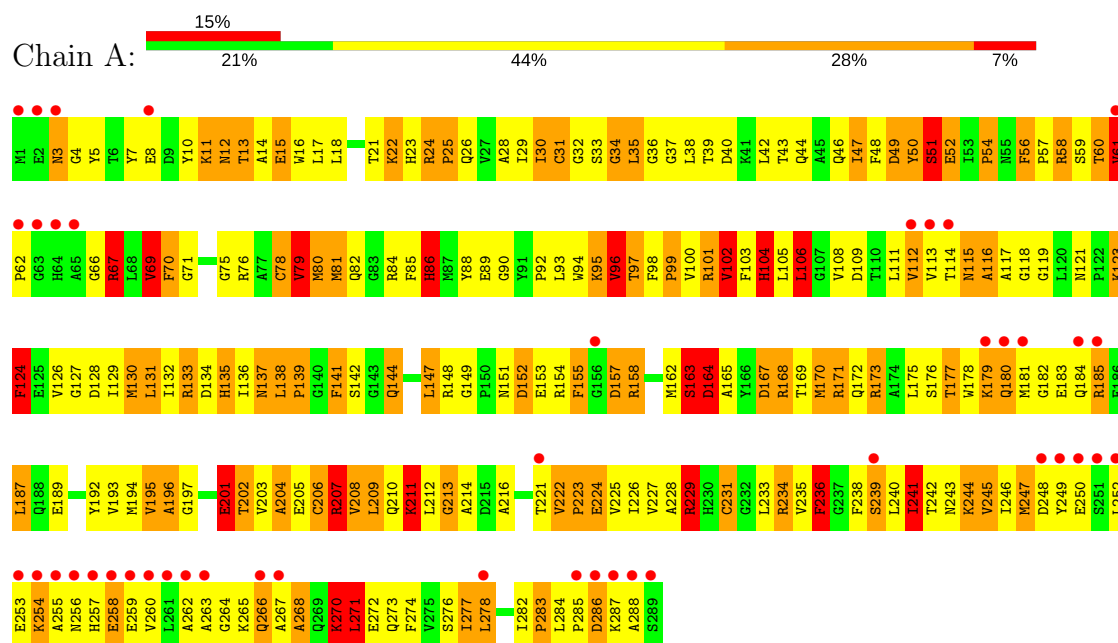 15%
Chain A:
21% 44% 28% 7%
M1 E2 N3 G4 Y5 T6 Y7 E8 D9 Y10 K11 N12 T13 A14 E15 W16 L17 L18 T21 K22 H23 R24 P25 Q26 V27 A28 I29 I30 C31 G32 S33 G34 L35 G36 G37 L38 T39 D40 K41 L42 T43 Q44 A45 Q46 I47 F48 D49 Y50 S51 E52 I53 P54 N55 F56 P57 R58 S59 T60 V61
P62 G63 H64 A65 G66 R67 L68 V69 F70 G71 G75 R76 A77 C78 V79 M80 M81 Q82 G83 R84 F85 H86 M87 Y88 E89 G90 Y91 P92 L93 W94 K95 V96 T97 F98 P99 V100 R101 V102 F103 H104 L105 L106 G107 V108 D109 T110 L111 V112 V113 T114 N115 A116 A117 G118 G119 L120 N121 P122 K123
F124 E125 V126 G127 D128 I129 M130 L131 I132 R133 D134 H135 I136 N137 L138 P139 G140 F141 S142 G143 Q144 L147 R148 G149 P150 N151 D152 E153 R154 F155 G156 D157 R158 M162 S163 D164 A165 Y166 D167 R168 T169 M170 R171 Q172 R173 A174 L175 S176 T177 W178 K179 Q180 M181 G182 E183 Q184 R185 E186
L187 Q188 E189 Y192 V193 M194 V195 A196 G197 E201 T202 V203 A204 E205 C206 R207 V208 L209 Q210 K211 L212 G213 A214 D215 A216 T221 V222 P223 E224 V225 I226 V227 A228 R229 H230 C231 G232 L233 R234 V235 F236 G237 F238 S239 L240 I241 T242 N243 K244 V245 I246 M247 D248 Y249 E250 S251 L252
E253 K254 A255 N256 H257 E258 E259 V260 L261 A262 A263 G264 K265 Q266 A267 A268 Q269 K270 L271 E272 Q273 F274 V275 S276 I277 L278 I282 P283 L284 P285 D286 K287 A288 S289